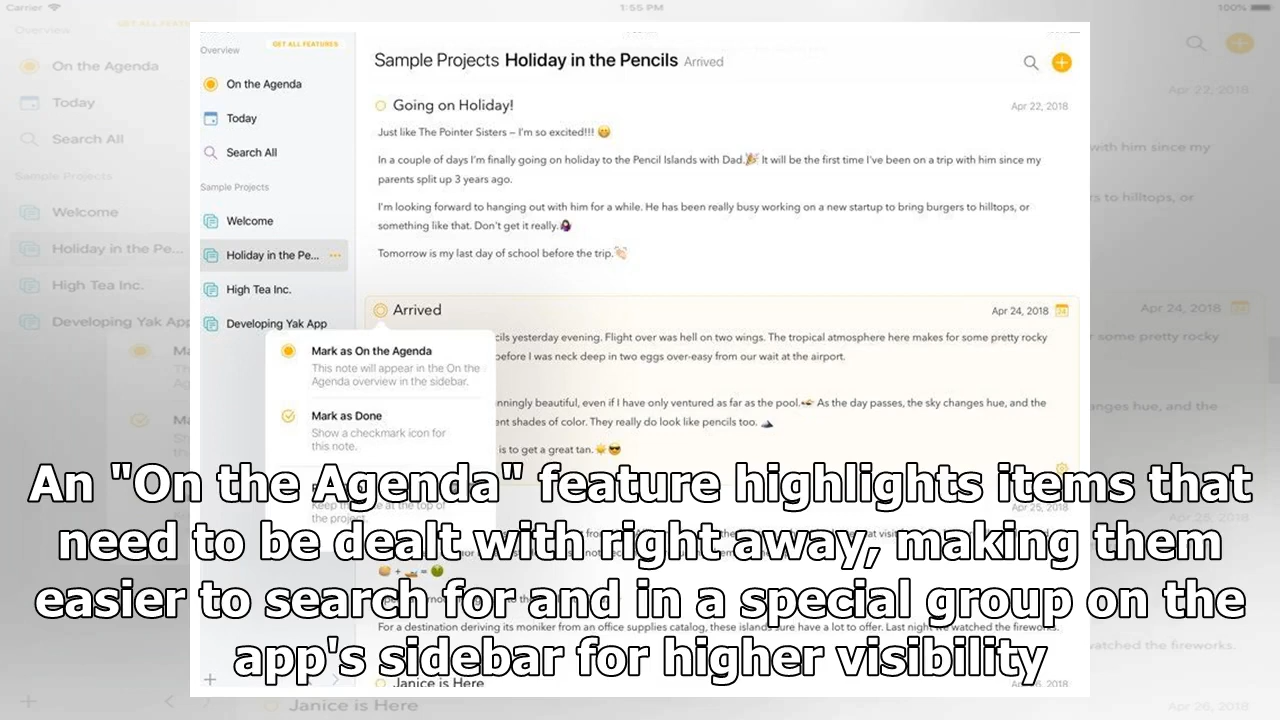 Carrier 1:55 PM 100%
Overview GET ALL FEATURES
On the Agenda
Today
Search All
Sample Projects
Welcome
Holiday in the Pe...
High Tea Inc.
Developing Yak App
Sample Projects Holiday in the Pencils Arrived
Going on Holiday! Apr 22, 2018
Just like The Pointer Sisters – I'm so excited!!! 😁
In a couple of days I'm finally going on holiday to the Pencil Islands with Dad.🎉 It will be the first time I've been on a trip with him since my
parents split up 3 years ago.
I'm looking forward to hanging out with him for a while. He has been really busy working on a new startup to bring burgers to hilltops, or
something like that. Don't get it really.🤷🏻‍♀️
Tomorrow is my last day of school before the trip.👏🏻
Arrived Apr 24, 2018
cils yesterday evening. Flight over was hell on two wings. The tropical atmosphere here makes for some pretty rocky
before I was neck deep in two eggs over-easy from our wait at the airport.
nningly beautiful, even if I have only ventured as far as the pool. As the day passes, the sky changes hue, and the
ent shades of color. They really do look like pencils too.
is to get a great tan.☀️😎
Mark as On the Agenda
This note will appear in the On the
Agenda overview in the sidebar.
Mark as Done
Show a checkmark icon for
this note.
the project.
Apr 25, 2018
For a destination deriving its moniker from an office supplies catalog, these islands sure have a lot to offer. Last night we watched the fireworks.
Janice is Here
Apr 26, 2018
An "On the Agenda" feature highlights items that
need to be dealt with right away, making them
easier to search for and in a special group on the
app's sidebar for higher visibility